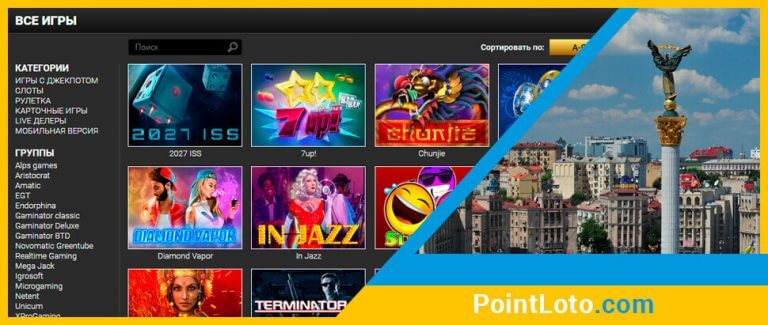 ВСЕ ИГРЫ
Поиск
Сортировать по:
КАТЕГОРИИ
ИГРЫ С ДЖЕКПОТОМ
СЛОТЫ
РУЛЕТКА
КАРТОЧНЫЕ ИГРЫ
LIVE ДЕЛЕРЫ
МОБИЛЬНАЯ ВЕРСИЯ
ГРУППЫ
Alps games
Aristocrat
Amatic
EGT
Endorphina
Gaminator classic
Gaminator Deluxe
Gaminator BTD
Novomatic Greentube
Realtime Gaming
Mega Jack
Igrosoft
Microgaming
Netent
Unicum
XProGaming
2027 ISS
7up!
chunjie
2027 ISS
7up!
Chunjie
DIAMOND VAPOR
IN JAZZ
Diamond Vapor
In Jazz
TERMINATOR
PointLoto.com